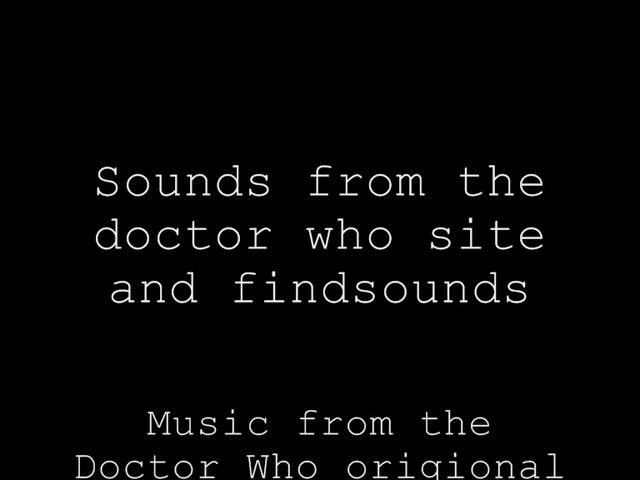 Sounds from the
doctor who site
and findsounds
Music from the
Doctor Who origional